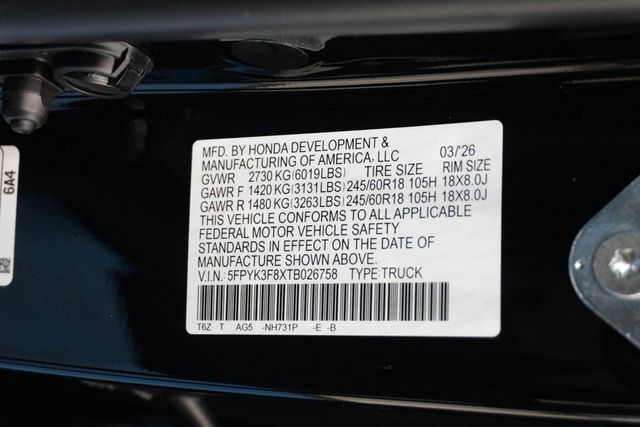 MFD. BY HONDA DEVELOPMENT &
MANUFACTURING OF AMERICA, LLC 03/'26
GVWR 2730 KG(6019LBS) TIRE SIZE RIM SIZE
GAWR F 1420 KG(3131LBS) 245/60R18 105H 18X8.0J
GAWR R 1480 KG(3263LBS) 245/60R18 105H 18X8.0J
THIS VEHICLE CONFORMS TO ALL APPLICABLE
FEDERAL MOTOR VEHICLE SAFETY
STANDARDS IN EFFECT ON THE DATE OF
MANUFACTURE SHOWN ABOVE.
V.I.N.: 5FPYK3F8XTB026758 TYPE:TRUCK
T6Z T AG5 -NH731P -E -B
6A4